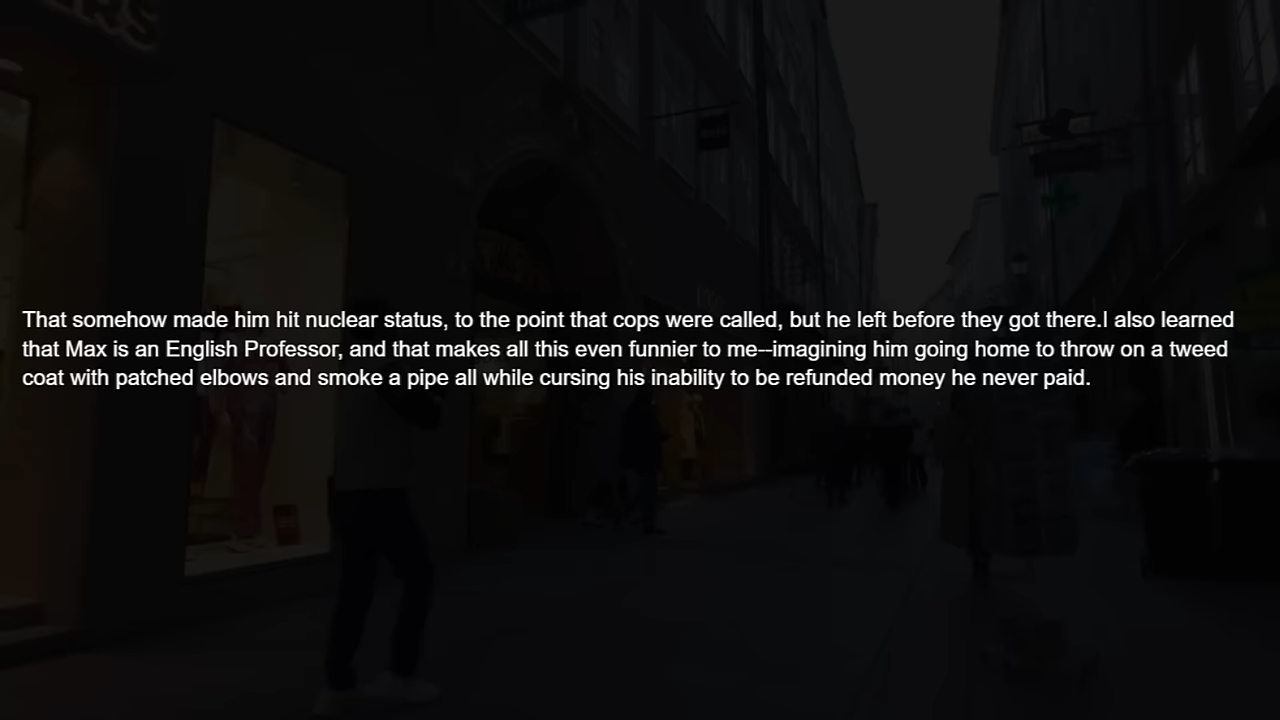 That somehow made him hit nuclear status, to the point that cops were called, but he left before they got there.I also learned
that Max is an English Professor, and that makes all this even funnier to me--imagining him going home to throw on a tweed
coat with patched elbows and smoke a pipe all while cursing his inability to be refunded money he never paid.